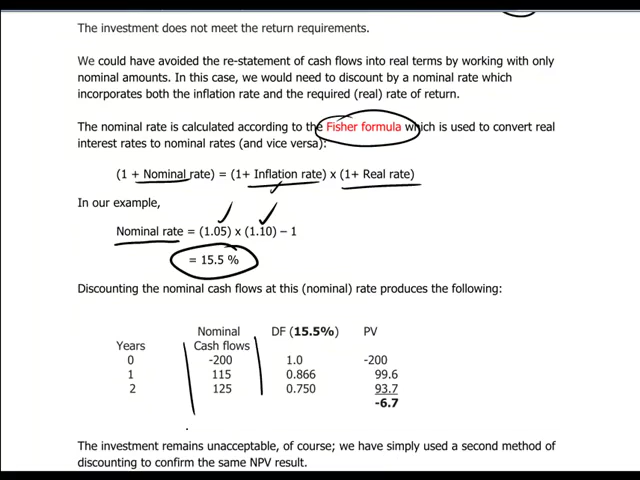 The investment does not meet the return requirements.
We could have avoided the re-statement of cash flows into real terms by working with only
nominal amounts. In this case, we would need to discount by a nominal rate which
incorporates both the inflation rate and the required (real) rate of return.
The nominal rate is calculated according to the Fisher formula which is used to convert real
interest rates to nominal rates (and vice versa):
(1 + Nominal rate) = (1+ Inflation rate) x (1+ Real rate)
In our example,
Nominal rate = (1.05) x (1.10) – 1
= 15.5 %
Discounting the nominal cash flows at this (nominal) rate produces the following:
Nominal DF (15.5%) PV
Years Cash flows
0 -200 1.0 -200
1 115 0.866 99.6
2 125 0.750 93.7
-6.7
The investment remains unacceptable, of course; we have simply used a second method of
discounting to confirm the same NPV result.